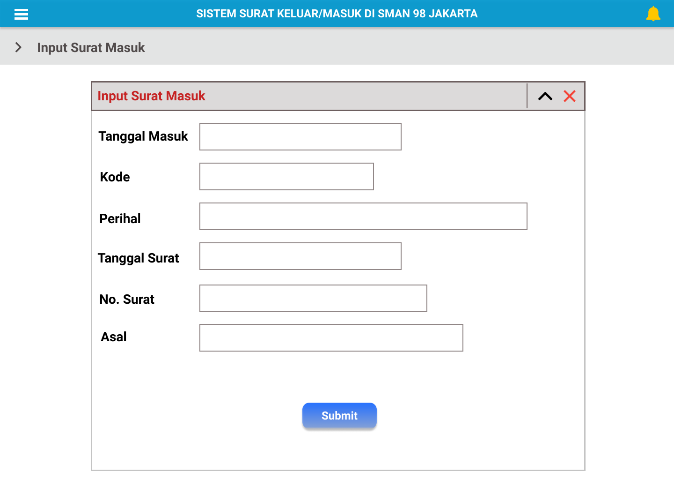 SISTEM SURAT KELUAR/MASUK DI SMAN 98 JAKARTA
Input Surat Masuk
Input Surat Masuk
Tanggal Masuk
Kode
Perihal
Tanggal Surat
No. Surat
Asal
Submit